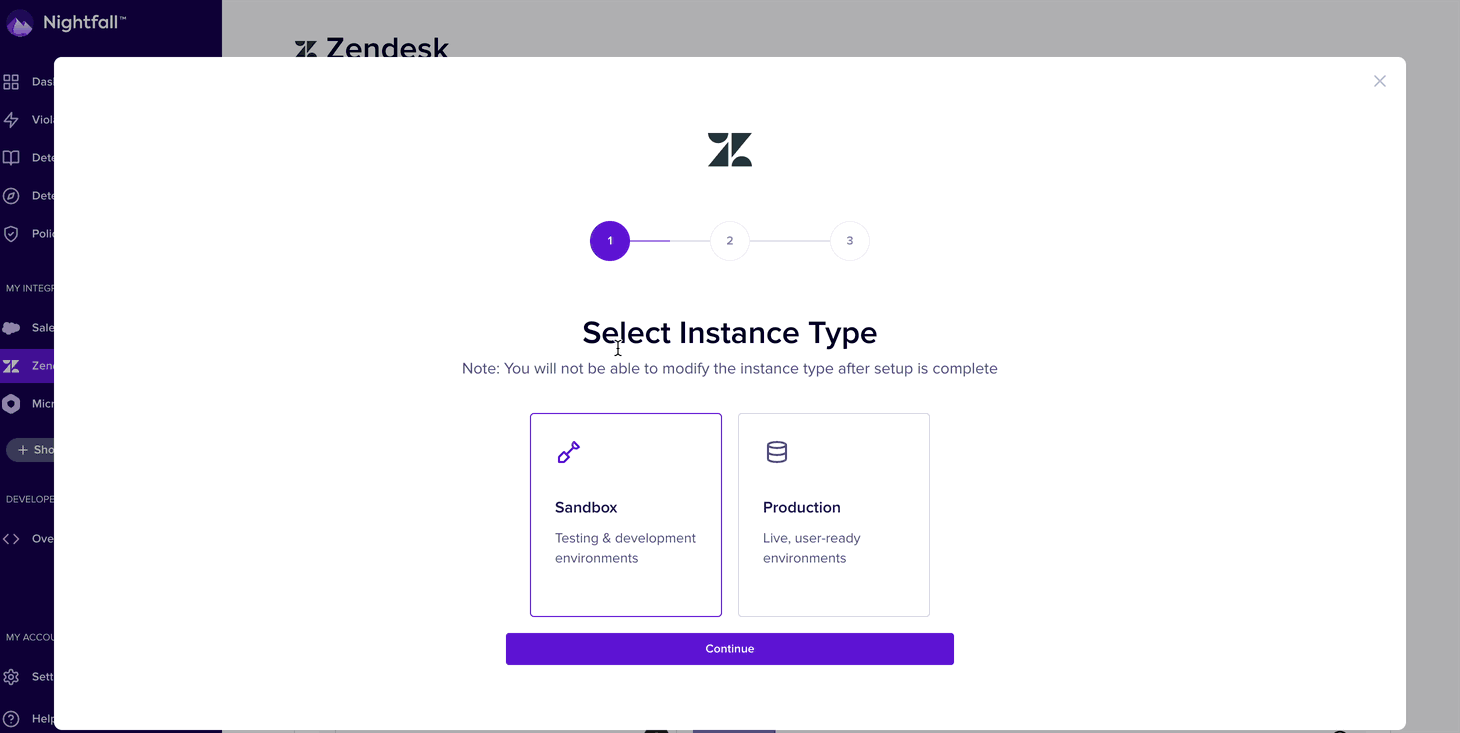 Nightfall™
Zendesk
1
2
3
Select Instance Type
Note: You will not be able to modify the instance type after setup is complete
Sandbox
Testing & development
environments
Production
Live, user-ready
environments
Continue
Das
Viol
Dete
Dete
Polic
MY INTEGR
Sale
Zen
Micr
+ Sho
DEVELOPE
Ove
MY ACCOU
Sett
Help